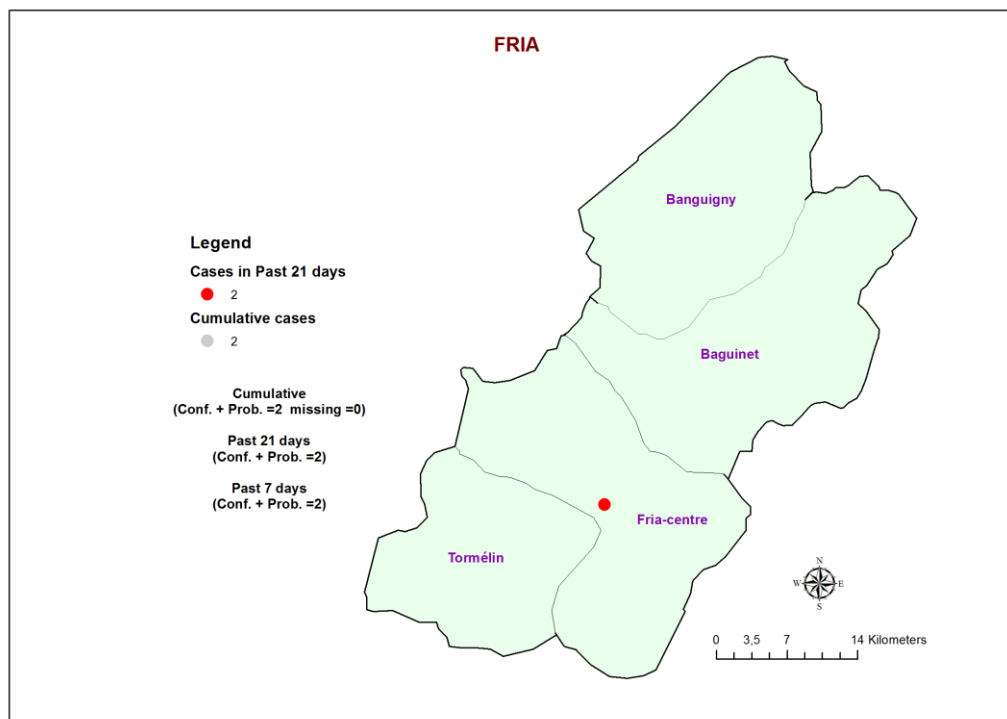 FRIA
Banguigny
Legend
Cases in Past 21 days
2
Cumulative cases
2
Baguinet
Cumulative
(Conf. + Prob. =2 missing =0)
Past 21 days
(Conf. + Prob. =2)
Past 7 days
(Conf. + Prob. =2)
Fria-centre
Tormélin
N
W E
S
0 3,5 7 14 Kilometers